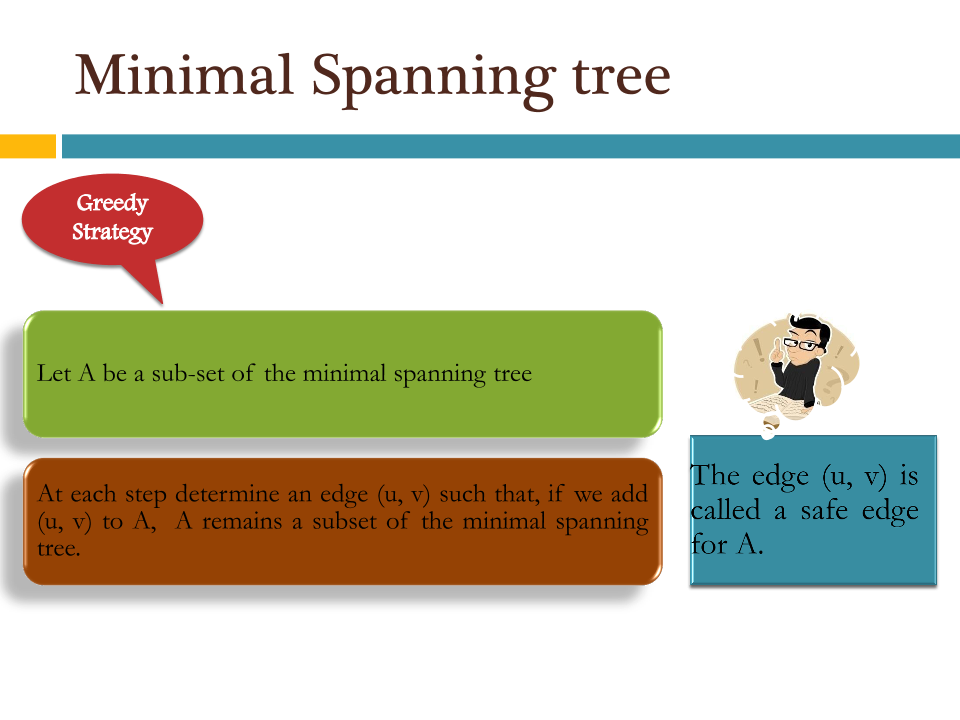 Minimal Spanning tree
Greedy
Strategy
Let A be a sub-set of the minimal spanning tree
At each step determine an edge (u, v) such that, if we add
(u, v) to A, A remains a subset of the minimal spanning
tree.
The edge (u, v) is
called a safe edge
for A.